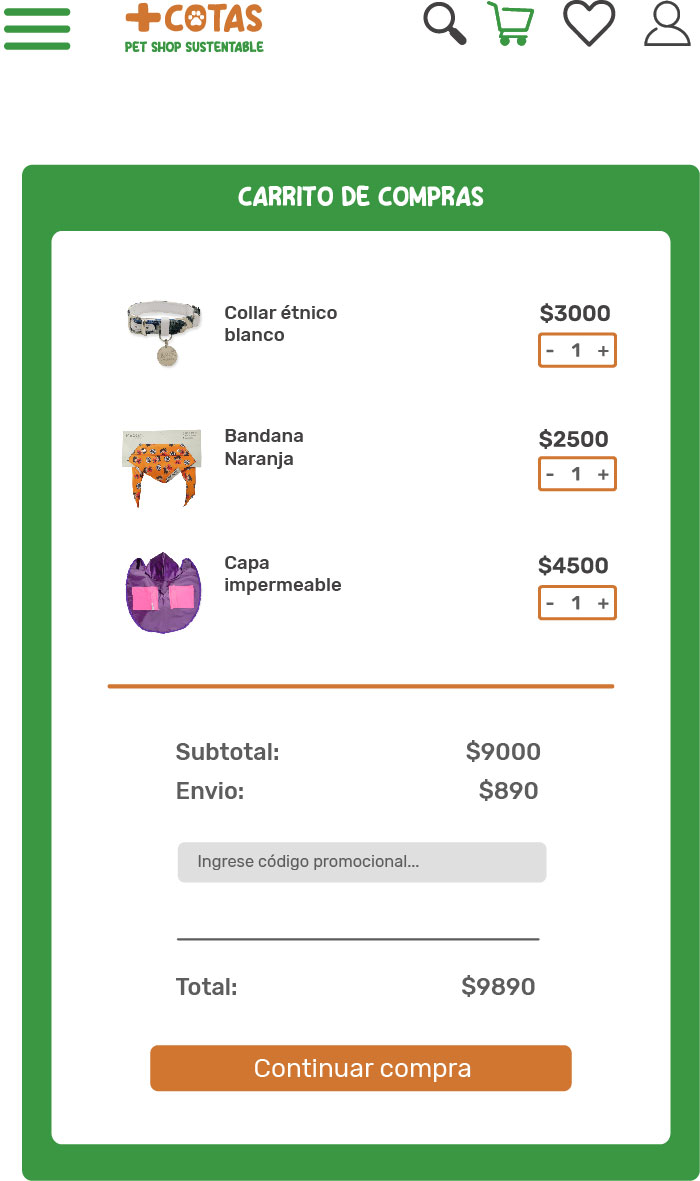 +COTAS
PET SHOP SUSTENTABLE
CARRITO DE COMPRAS
Collar étnico
blanco
$3000
- 1 +
Bandana
Naranja
$2500
- 1 +
Capa
impermeable
$4500
- 1 +
Subtotal: $9000
Envio: $890
Ingrese código promocional...
Total: $9890
Continuar compra